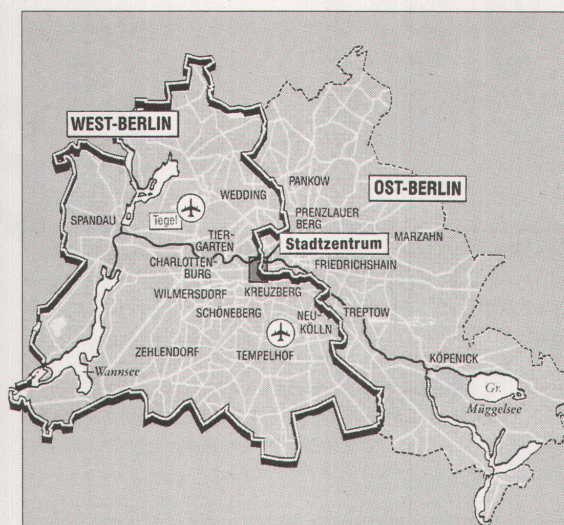 WEST-BERLIN
OST-BERLIN
WEDDING
PANKOW
PRENZLAUER
BERG
MARZAHN
SPANDAU
Tegel
TIER-
GARTEN
Stadtzentrum
CHARLOTTEN-
BURG
FRIEDRICHSHAIN
WILMERSDORF
KREUZBERG
SCHÖNEBERG
NEU-
KÖLLN
TREPTOW
ZEHLENDORF
TEMPELHOF
KÖPENICK
Wannsee
Gr.
Müggelsee